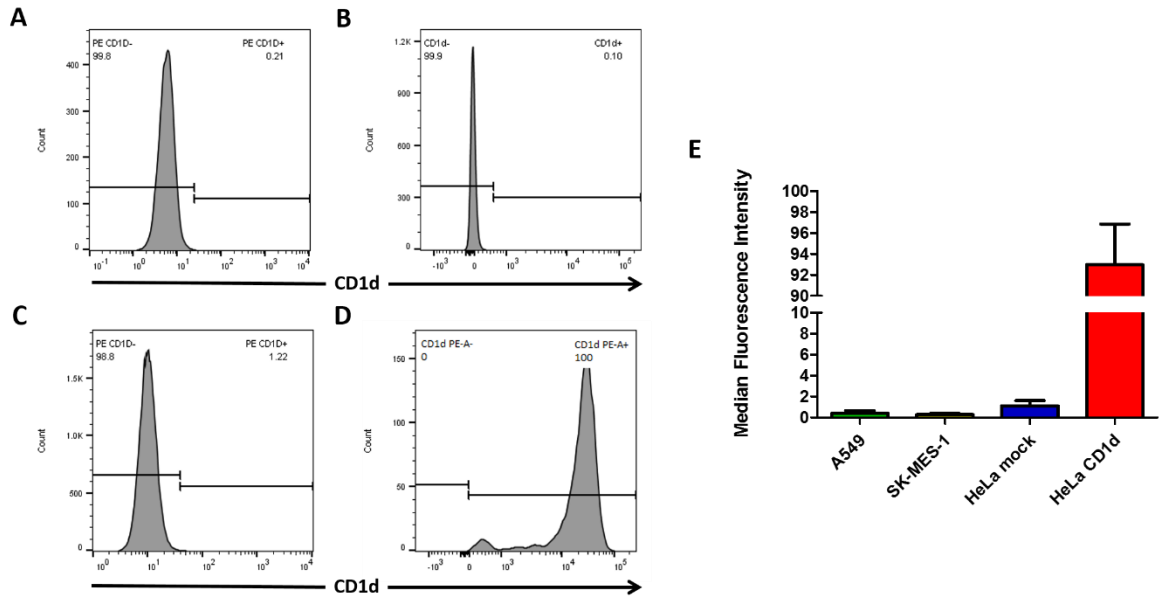 A
PE CD1D-
99.8
PE CD1D+
0.21
400
300
200
100
0
Count
10^-1 10^0 10^1 10^2 10^3 10^4
B
CD1d-
99.9
CD1d+
0.10
1.2K
900
600
300
0
Count
-10^3 0 10^3 10^4 10^5
CD1d
C
PE CD1D-
98.8
PE CD1D+
1.22
1.5K
1.0K
500
0
Count
10^0 10^1 10^2 10^3 10^4
D
CD1d PE-A-
0
CD1d PE-A+
100
150
100
50
0
Count
-10^3 0 10^3 10^4 10^5
CD1d
E
Median Fluorescence Intensity
100
98
96
94
92
90
10
8
6
4
2
0
A549
SK-MES-1
HeLa mock
HeLa CD1d